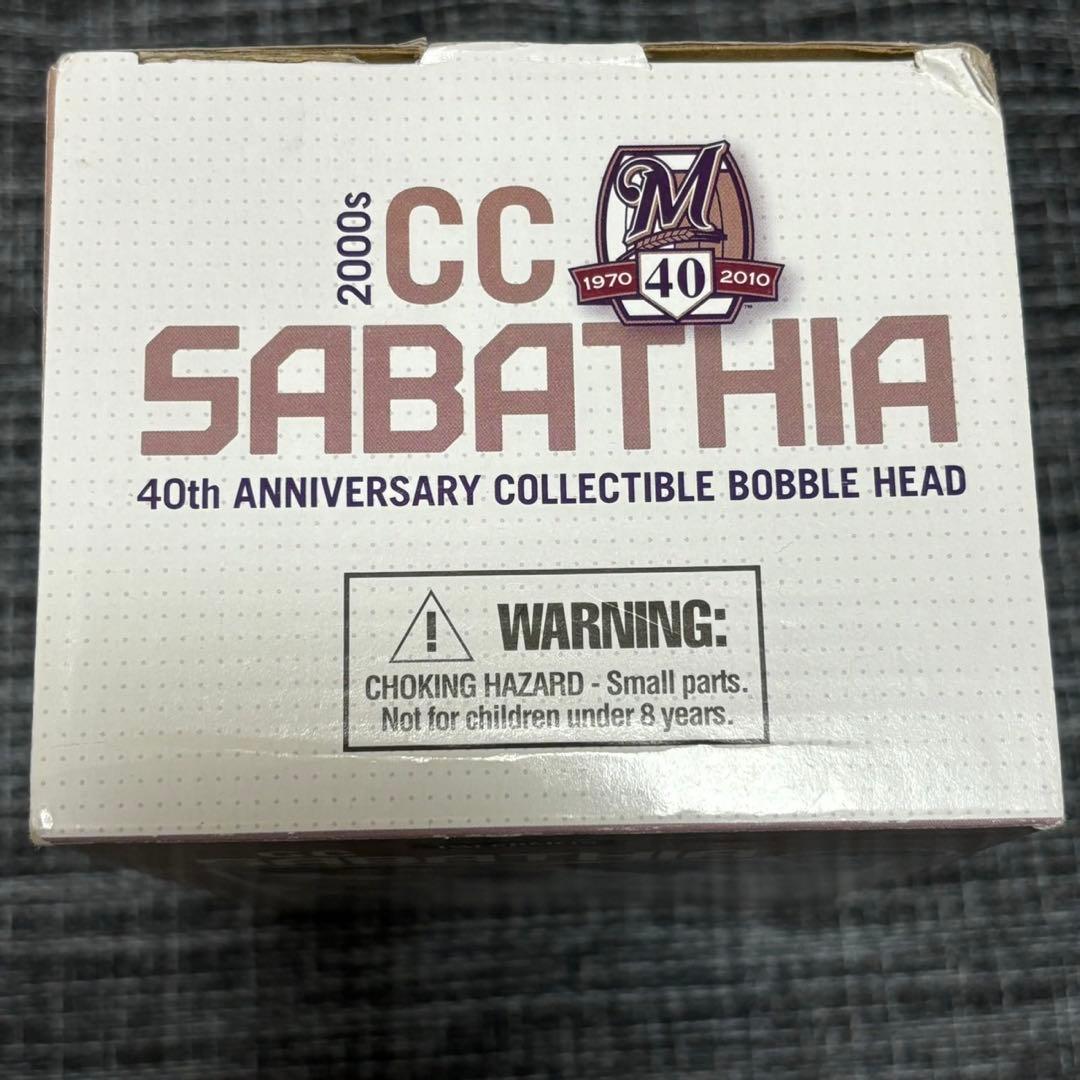 2000s
CC
M
1970 40 2010
SABATHIA
40th ANNIVERSARY COLLECTIBLE BOBBLE HEAD
! WARNING:
CHOKING HAZARD - Small parts.
Not for children under 8 years.